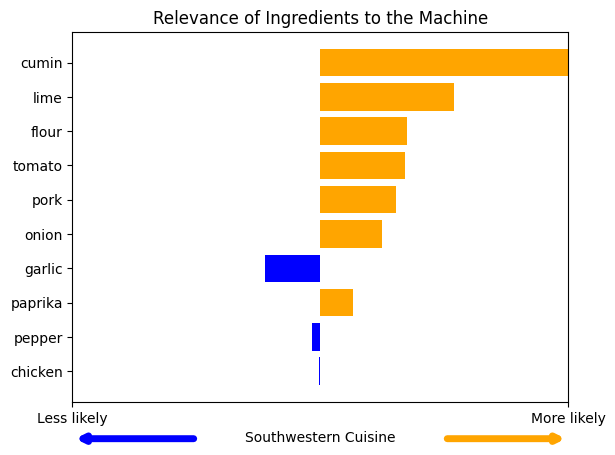 Relevance of Ingredients to the Machine
cumin
lime
flour
tomato
pork
onion
garlic
paprika
pepper
chicken
Less likely
More likely
Southwestern Cuisine